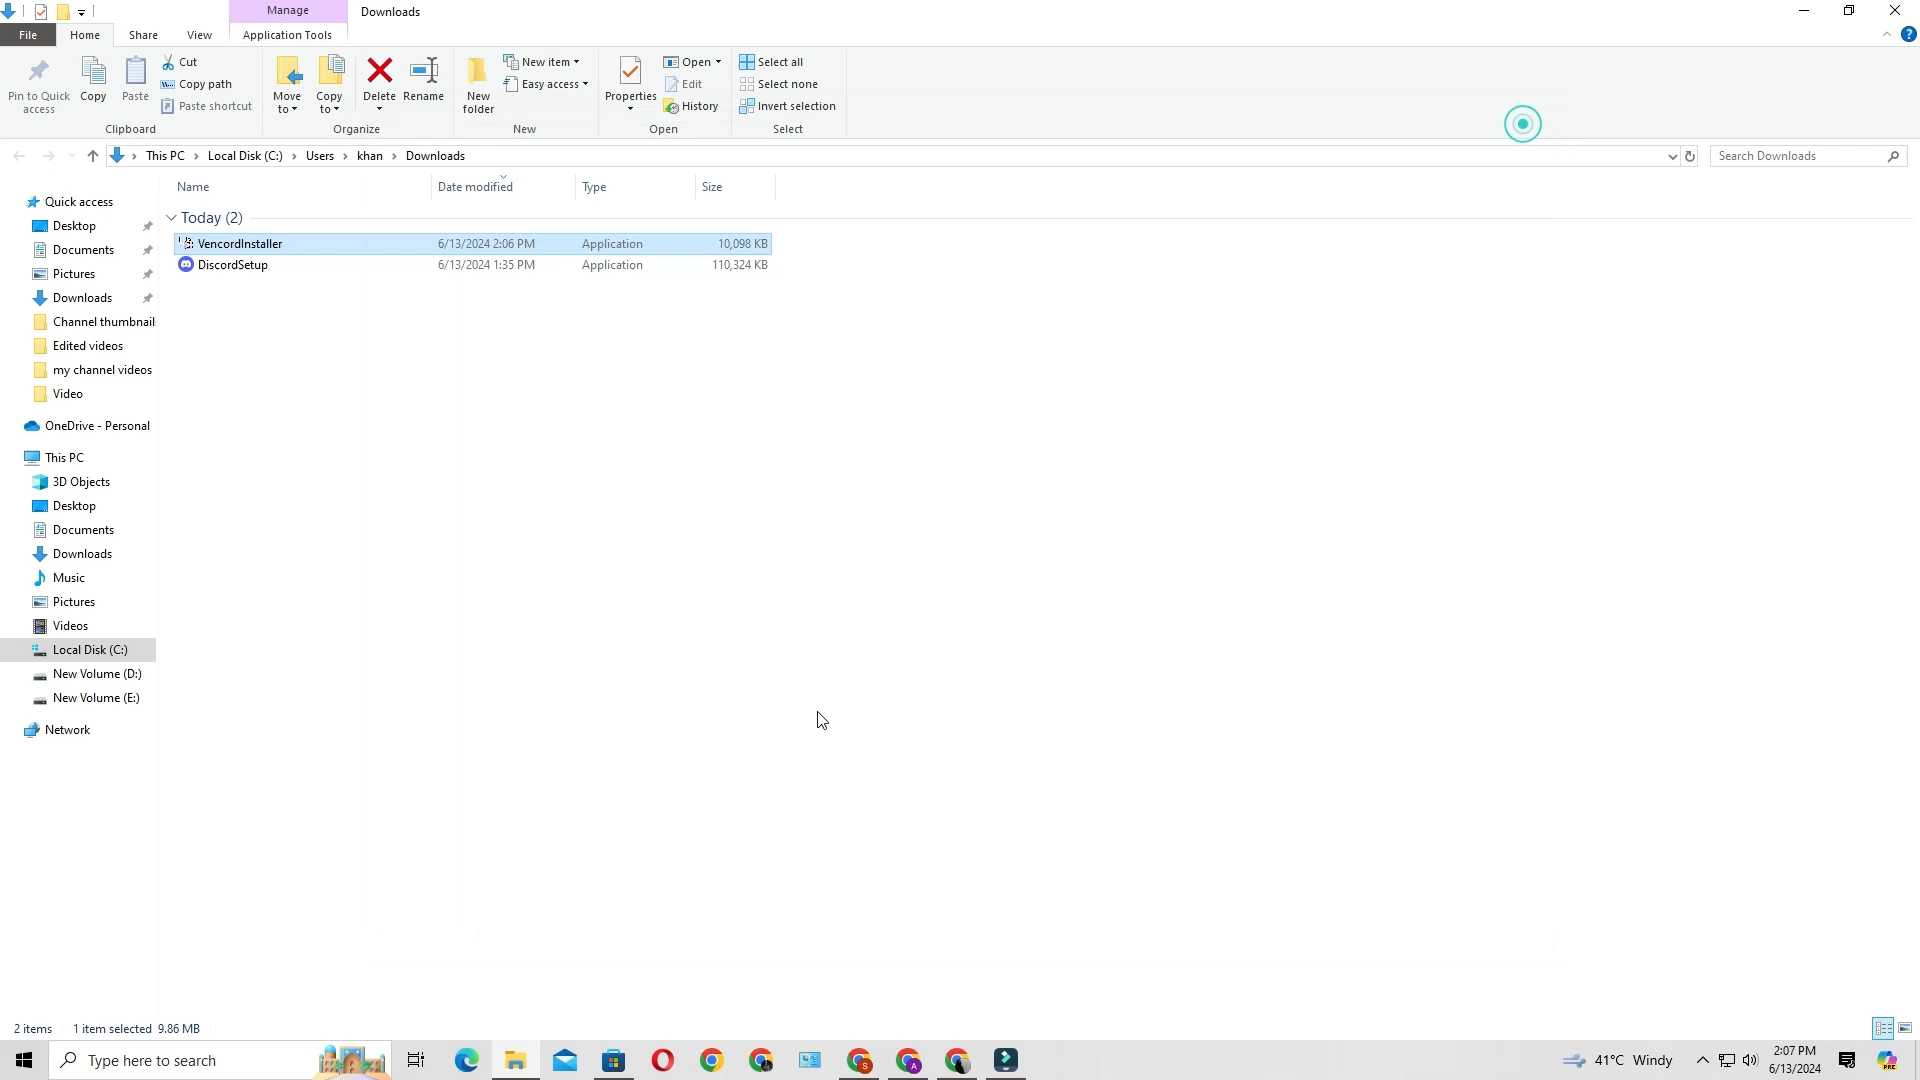 Manage
Downloads
File
Home
Share
View
Application Tools
Pin to Quick access
Copy
Paste
Cut
Copy path
Paste shortcut
Clipboard
Move to
Copy to
Delete
Rename
Organize
New folder
New item
Easy access
New
Properties
Open
Edit
History
Open
Select all
Select none
Invert selection
Select
This PC
Local Disk (C:)
Users
khan
Downloads
Search Downloads
Name
Date modified
Type
Size
Today (2)
VencordInstaller 6/13/2024 2:06 PM Application 10,098 KB
DiscordSetup 6/13/2024 1:35 PM Application 110,324 KB
Quick access
Desktop
Documents
Pictures
Downloads
Channel thumbnails
Edited videos
my channel videos
Video
OneDrive - Personal
This PC
3D Objects
Desktop
Documents
Downloads
Music
Pictures
Videos
Local Disk (C:)
New Volume (D:)
New Volume (E:)
Network
2 items 1 item selected 9.86 MB
Type here to search
41°C Windy
2:07 PM
6/13/2024